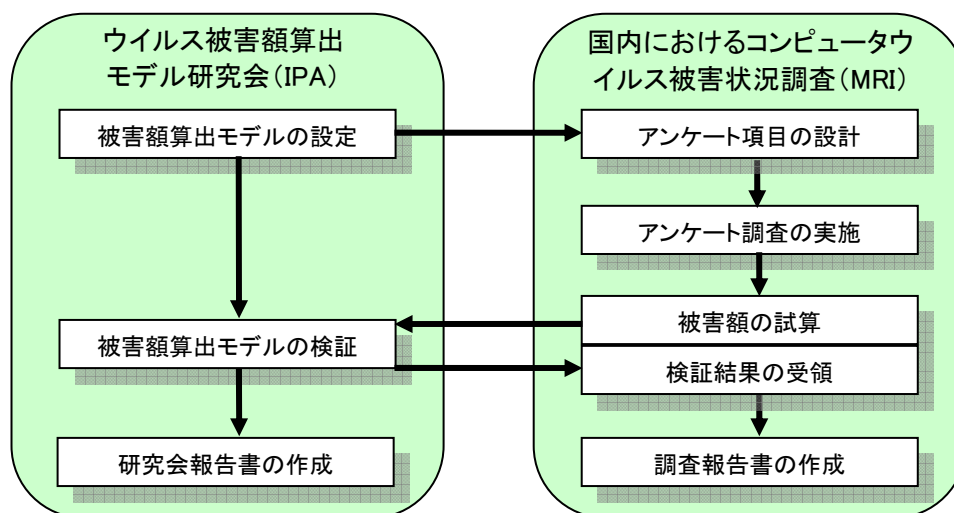 ウイルス被害額算出
モデル研究会(IPA)
被害額算出モデルの設定
被害額算出モデルの検証
研究会報告書の作成
国内におけるコンピュータウ
イルス被害状況調査(MRI)
アンケート項目の設計
アンケート調査の実施
被害額の試算
検証結果の受領
調査報告書の作成